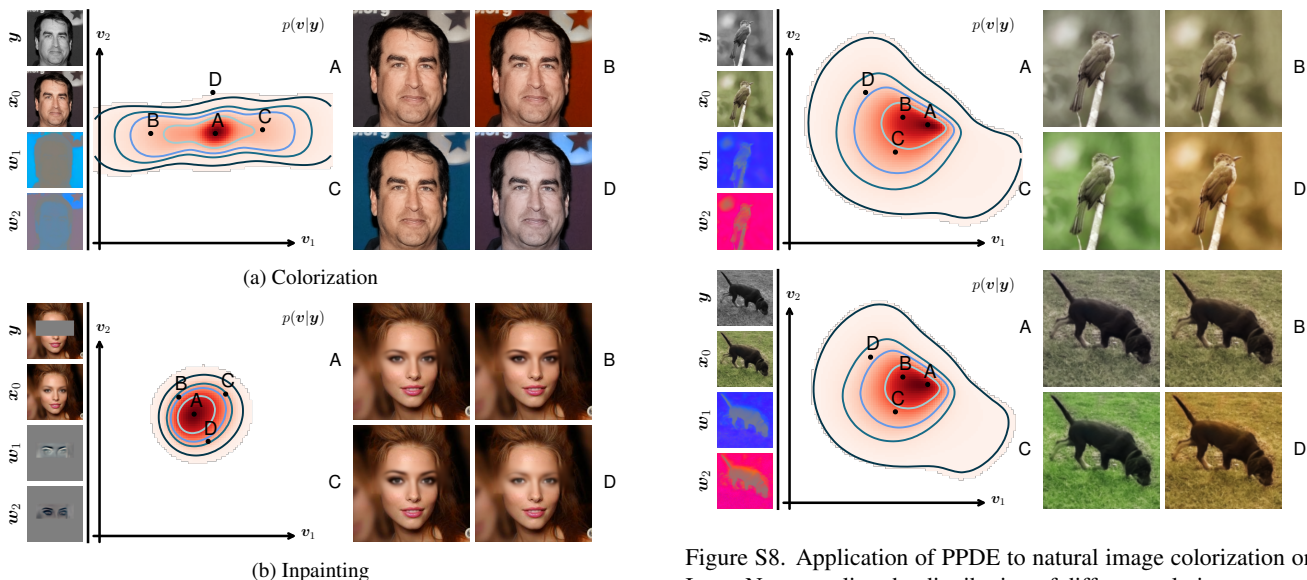 y
x₀
w₁
w₂
v₂
p(v|y)
D
B
A
C
v₁
A
B
C
D
(a) Colorization
y
x₀
w₁
w₂
v₂
p(v|y)
B
C
A
D
v₁
A
B
C
D
(b) Inpainting
y
x₀
w₁
w₂
v₂
p(v|y)
D
B
A
C
v₁
A
B
C
D
y
x₀
w₁
w₂
v₂
p(v|y)
D
B
A
C
v₁
A
B
C
D
Figure S8. Application of PPDE to natural image colorization on